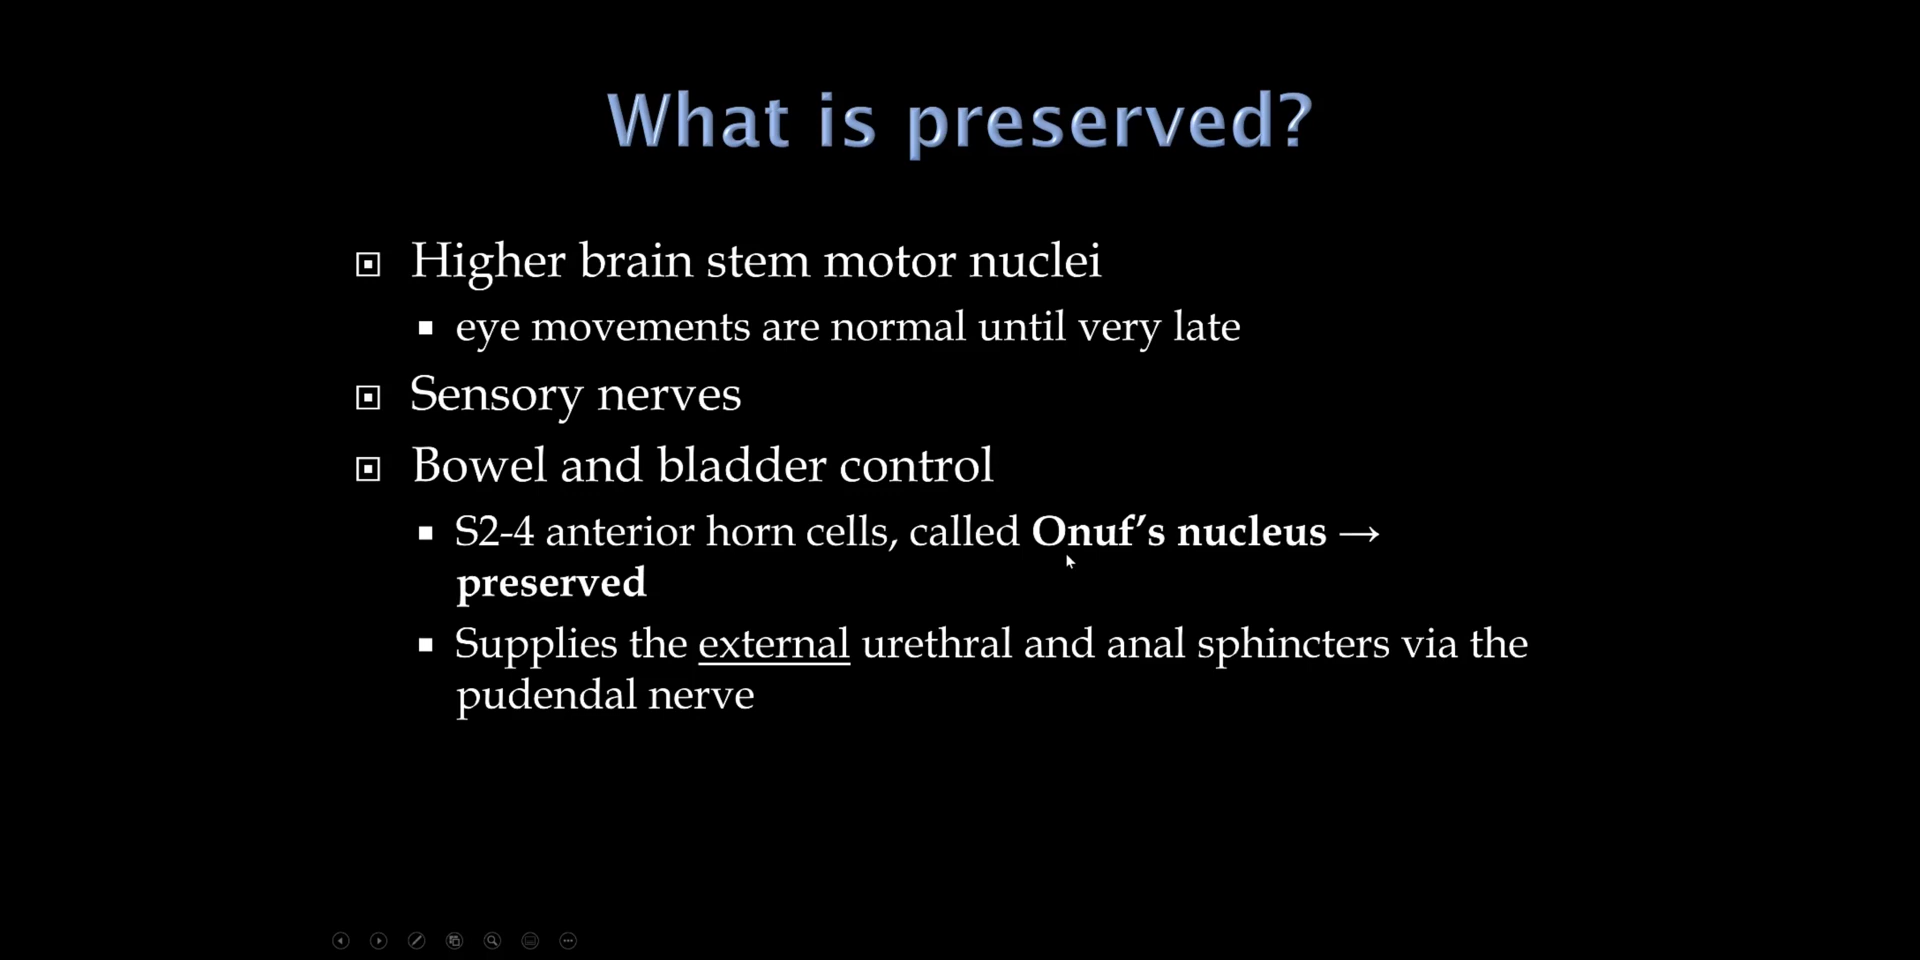 What is preserved?
Higher brain stem motor nuclei
eye movements are normal until very late
Sensory nerves
Bowel and bladder control
S2-4 anterior horn cells, called Onuf’s nucleus →
preserved
Supplies the external urethral and anal sphincters via the
pudendal nerve